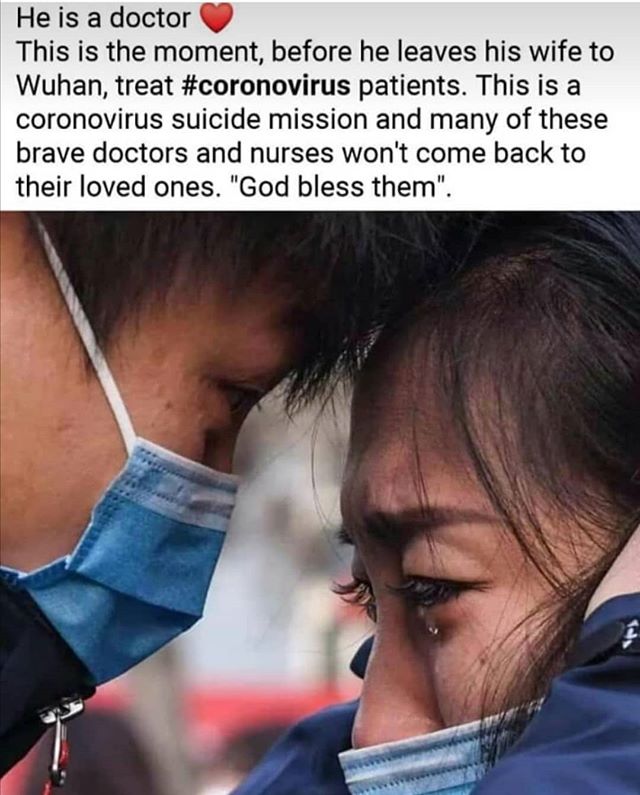 He is a doctor ❤️
This is the moment, before he leaves his wife to
Wuhan, treat #coronovirus patients. This is a
coronovirus suicide mission and many of these
brave doctors and nurses won't come back to
their loved ones. "God bless them".